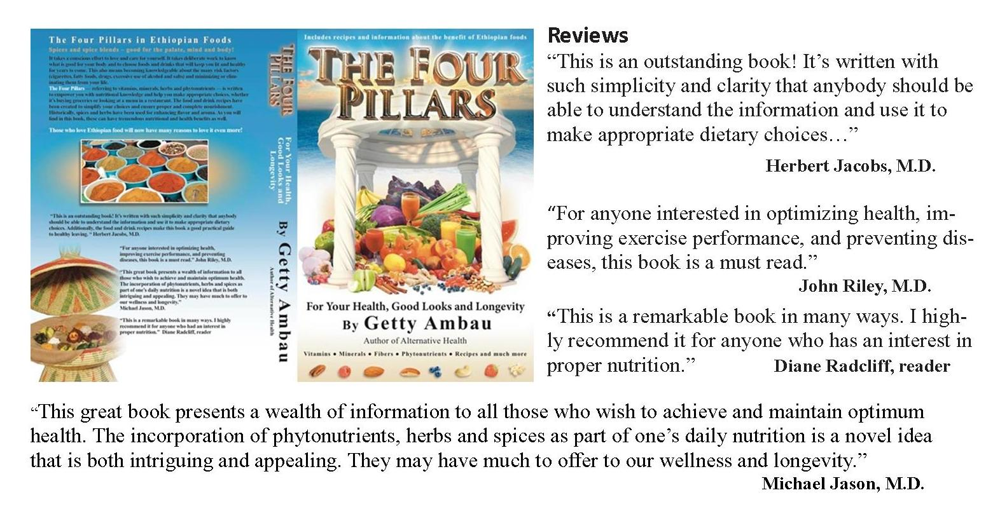 The Four Pillars in Ethiopian Foods
Spices and spice blends – good for the palate, mind and body!
It takes a conscious effort to love and care for yourself. It takes deliberate work to know
what is good for your body and to choose foods and drinks that will keep you fit and healthy
for years to come. This also means becoming knowledgeable about the many risk factors
(cigarettes, fatty foods, drugs, excessive use of alcohol and salts) and minimizing or elim-
inating them from your life.
The Four Pillars — referring to vitamins, minerals, herbs and phytonutrients — is written
to empower you with nutritional knowledge and help you make appropriate choices, whether
it's buying groceries or looking at a menu in a restaurant. The food and drink recipes have
been created to simplify your choices and ensure proper and complete nourishment.
Historically, spices and herbs have been used for enhancing flavor and aroma. As you will
find in this book, these can have tremendous nutritional and health benefits as well.
Those who love Ethiopian food will now have many reasons to love it even more!
"This is an outstanding book! It's written with such simplicity and clarity that anybody
should be able to understand the information and use it to make appropriate dietary
choices. Additionally, the food and drink recipes make this book a good practical guide
to healthy leaving. " Herbert Jacobs, M.D.
"For anyone interested in optimizing health,
improving exercise performance, and preventing
diseases, this book is a must read." John Riley, M.D.
"This great book presents a wealth of information to all
those who wish to achieve and maintain optimum health.
The incorporation of phytonutrients, herbs and spices as
part of one's daily nutrition is a novel idea that is both
intriguing and appealing. They may have much to offer to
our wellness and longevity."
Michael Jason, M.D.
"This is a remarkable book in many ways. I highly
recommend it for anyone who had an interest in
proper nutrition." Diane Radcliff, reader
THE FOUR
PILLARS
For Your Health,
Good Looks and
Longevity
By Getty Ambau
Author of Alternative Health
Includes recipes and information about the benefit of Ethiopian foods
THE FOUR
PILLARS
For Your Health, Good Looks and Longevity
By Getty Ambau
Author of Alternative Health
Vitamins • Minerals • Fibers • Phytonutrients • Recipes and much more
Reviews
“This is an outstanding book! It’s written with
such simplicity and clarity that anybody should be
able to understand the information and use it to
make appropriate dietary choices…”
Herbert Jacobs, M.D.
“For anyone interested in optimizing health, im-
proving exercise performance, and preventing dis-
eases, this book is a must read.”
John Riley, M.D.
“This is a remarkable book in many ways. I high-
ly recommend it for anyone who has an interest in
proper nutrition.” Diane Radcliff, reader
“This great book presents a wealth of information to all those who wish to achieve and maintain optimum
health. The incorporation of phytonutrients, herbs and spices as part of one’s daily nutrition is a novel idea
that is both intriguing and appealing. They may have much to offer to our wellness and longevity.”
Michael Jason, M.D.